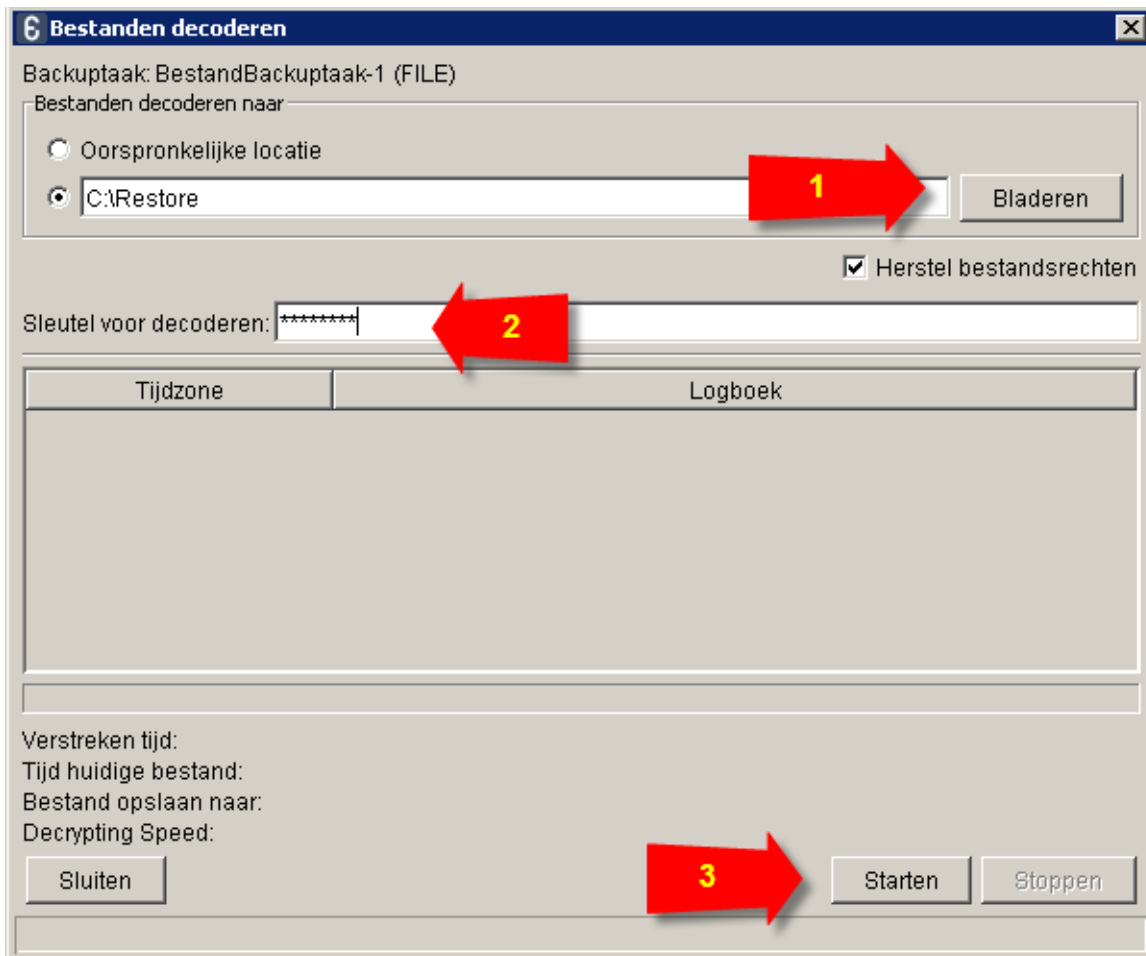 Bestanden decoderen
Backuptaak: BestandBackuptaak-1 (FILE)
Bestanden decoderen naar
Oorspronkelijke locatie
C:\Restore 1 Bladeren
Herstel bestandsrechten
Sleutel voor decoderen: ******** 2
Tijdzone Logboek
Verstreken tijd:
Tijd huidige bestand:
Bestand opslaan naar:
Decrypting Speed:
Sluiten 3 Starten Stoppen